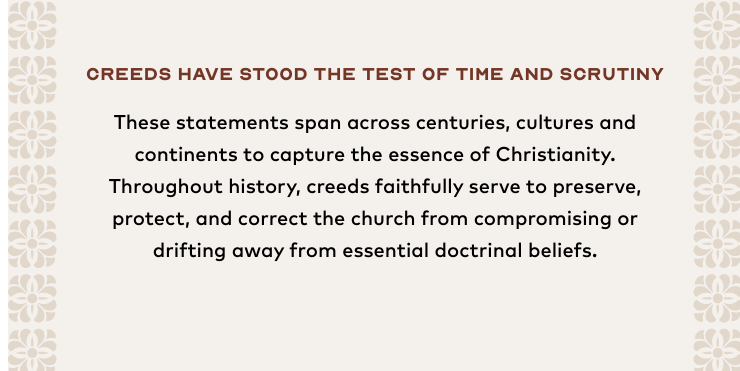 CREEDS HAVE STOOD THE TEST OF TIME AND SCRUTINY
These statements span across centuries, cultures and
continents to capture the essence of Christianity.
Throughout history, creeds faithfully serve to preserve,
protect, and correct the church from compromising or
drifting away from essential doctrinal beliefs.